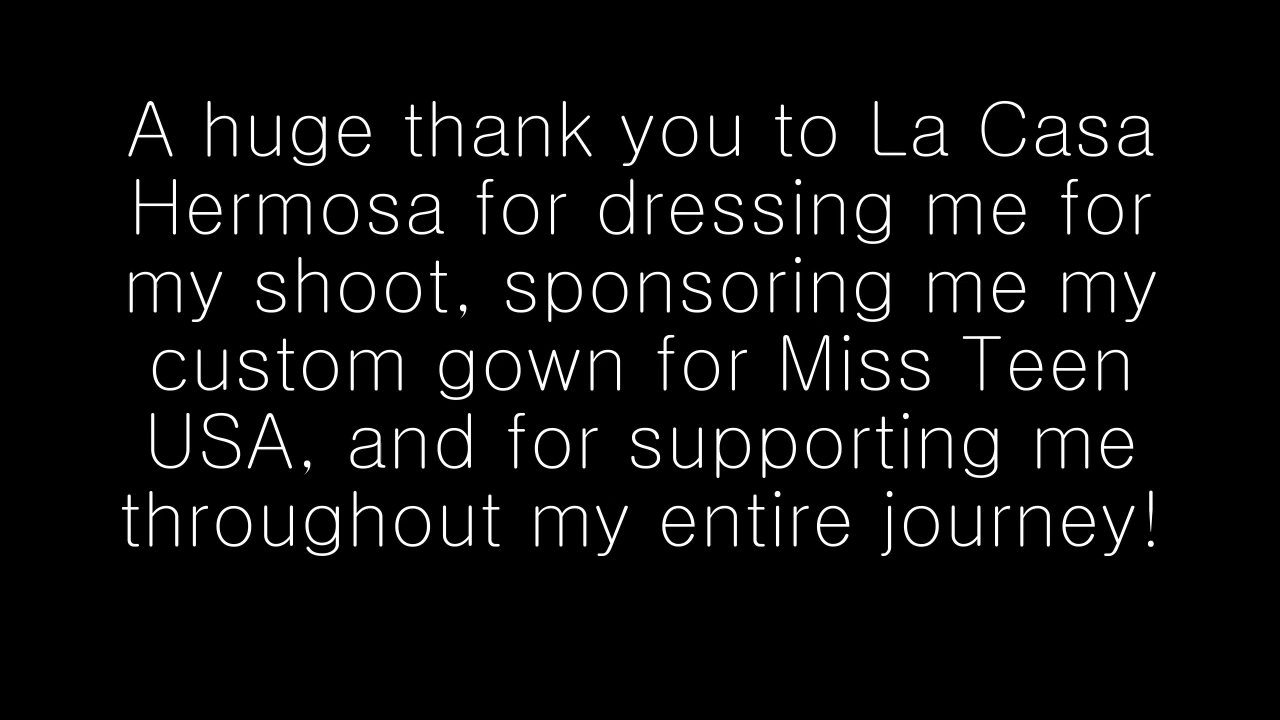 A huge thank you to La Casa
Hermosa for dressing me for
my shoot, sponsoring me my
custom gown for Miss Teen
USA, and for supporting me
throughout my entire journey!